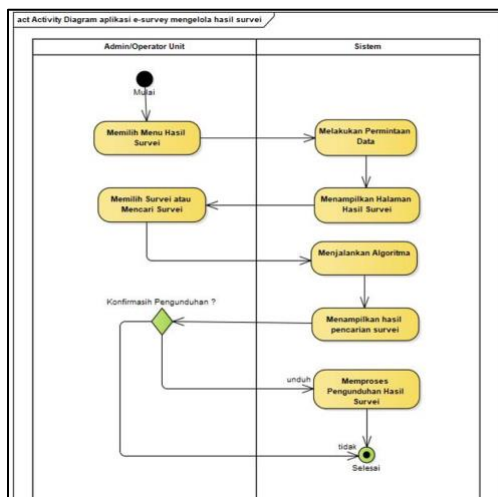 act Activity Diagram aplikasi e-survey mengelola hasil survei
Admin/Operator Unit
Sistem
Mulai
Memilih Menu Hasil
Survei
Melakukan Permintaan
Data
Memilih Survei atau
Mencari Survei
Menampilkan Halaman
Hasil Survei
Menjalankan Algoritma
Konfirmasih Pengunduhan ?
Menampilkan hasil
pencarian survei
unduh
Memproses
Pengunduhan Hasil
Survei
tidak
Selesai